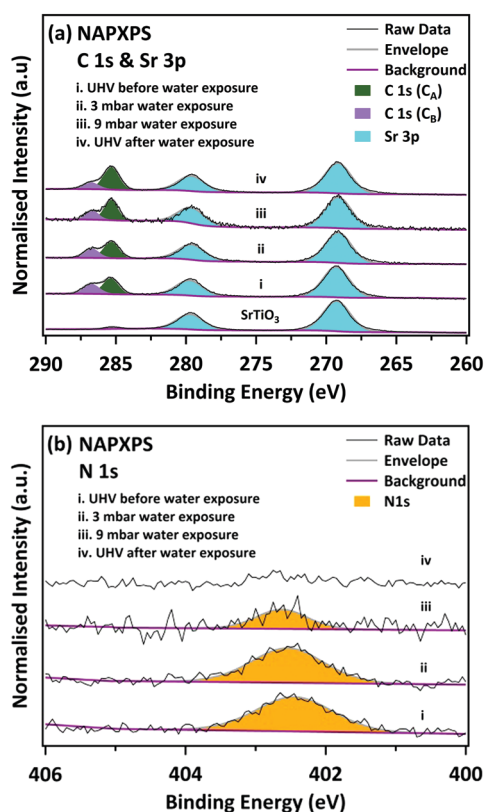 (a) NAPXPS
C 1s & Sr 3p
i. UHV before water exposure
ii. 3 mbar water exposure
iii. 9 mbar water exposure
iv. UHV after water exposure
Raw Data
Envelope
Background
C 1s (CA)
C 1s (CB)
Sr 3p
iv
iii
ii
i
SrTiO3
Normalised Intensity (a.u)
290 285 280 275 270 265 260
Binding Energy (eV)
(b) NAPXPS
N 1s
i. UHV before water exposure
ii. 3 mbar water exposure
iii. 9 mbar water exposure
iv. UHV after water exposure
Raw Data
Envelope
Background
N1s
iv
iii
ii
i
Normalised Intensity (a.u.)
406 404 402 400
Binding Energy (eV)